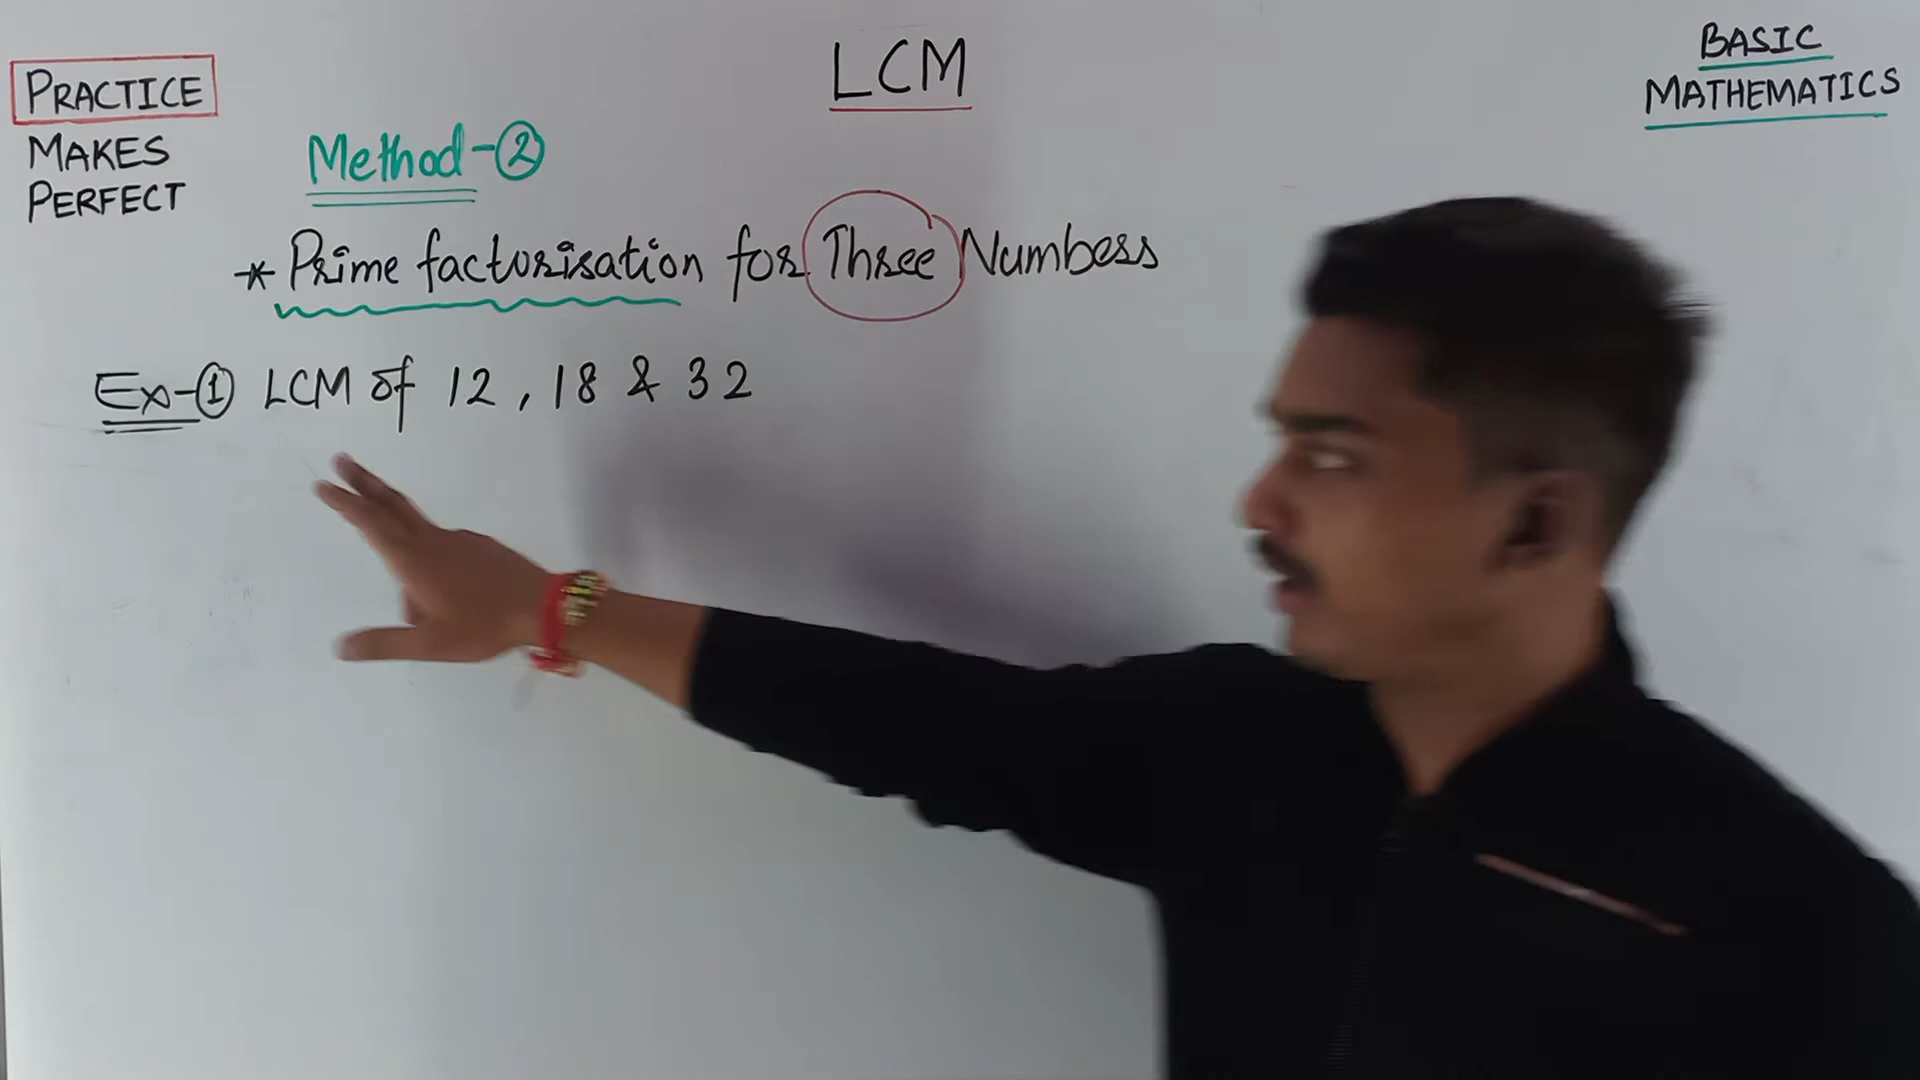 LCM
BASIC
MATHEMATICS
PRACTICE
MAKES
PERFECT
Method-②
* Prime factorisation for Three Numbers
Ex-① LCM of 12, 18 & 32